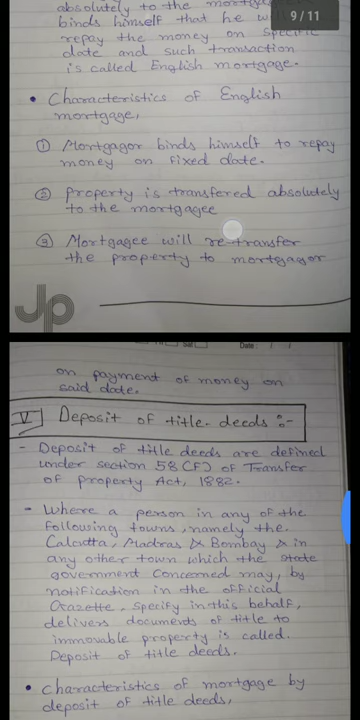 absolutely to the
binds himself that he
9/11
repay the money on specific
date and such transaction
is called English mortgage.
• Characteristics of English
mortgage,
① Mortgagor binds himself to repay
money on fixed date.
② Property is transferred absolutely
to the mortgagee
③ Mortgagee will re-transfer
the property to mortgagor
Jp
Date :
on payment of money on
said date.
V Deposit of title-deeds :-
- Deposit of title deeds are defined
under section 58 (F) of Transfer
of property Act, 1882.
- Where a person in any of the
following towns, namely the.
Calcutta, Madras & Bombay & in
any other town which the state
government concerned may, by
notification in the official
Gazette, specify in this behalf,
delivers documents of title to
immovable property is called.
Deposit of title deeds.
• Characteristics of mortgage by
deposit of title deeds,